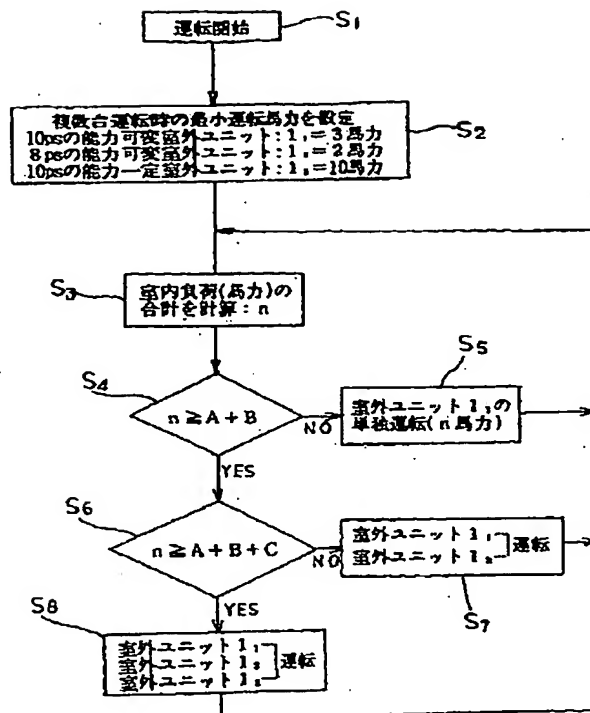 運転開始
S1
複数台運転時の最小運転馬力を設定
10psの能力可変室外ユニット:1₁=3馬力
8psの能力可変室外ユニット:1₂=2馬力
10psの能力一定室外ユニット:1₃=10馬力
S2
S3
室内負荷(馬力)の
合計を計算:n
S4
n≧A+B
NO
YES
S5
室外ユニット1₁の
単独運転(n馬力)
S6
n≧A+B+C
NO
YES
室外ユニット1₁
室外ユニット1₂
運転
S7
S8
室外ユニット1₁
室外ユニット1₂
室外ユニット1₃
運転